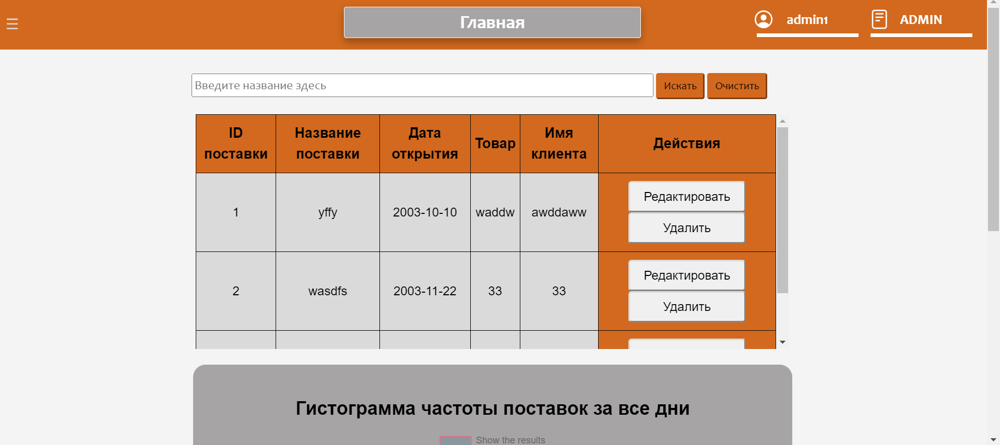 ☰
Главная
admin1
ADMIN
Введите название здесь
Искать
Очистить
ID поставки
Название поставки
Дата открытия
Товар
Имя клиента
Действия
1
yffy
2003-10-10
waddw
awddaww
Редактировать
Удалить
2
wasdfs
2003-11-22
33
33
Редактировать
Удалить
Гистограмма частоты поставок за все дни
Show the results